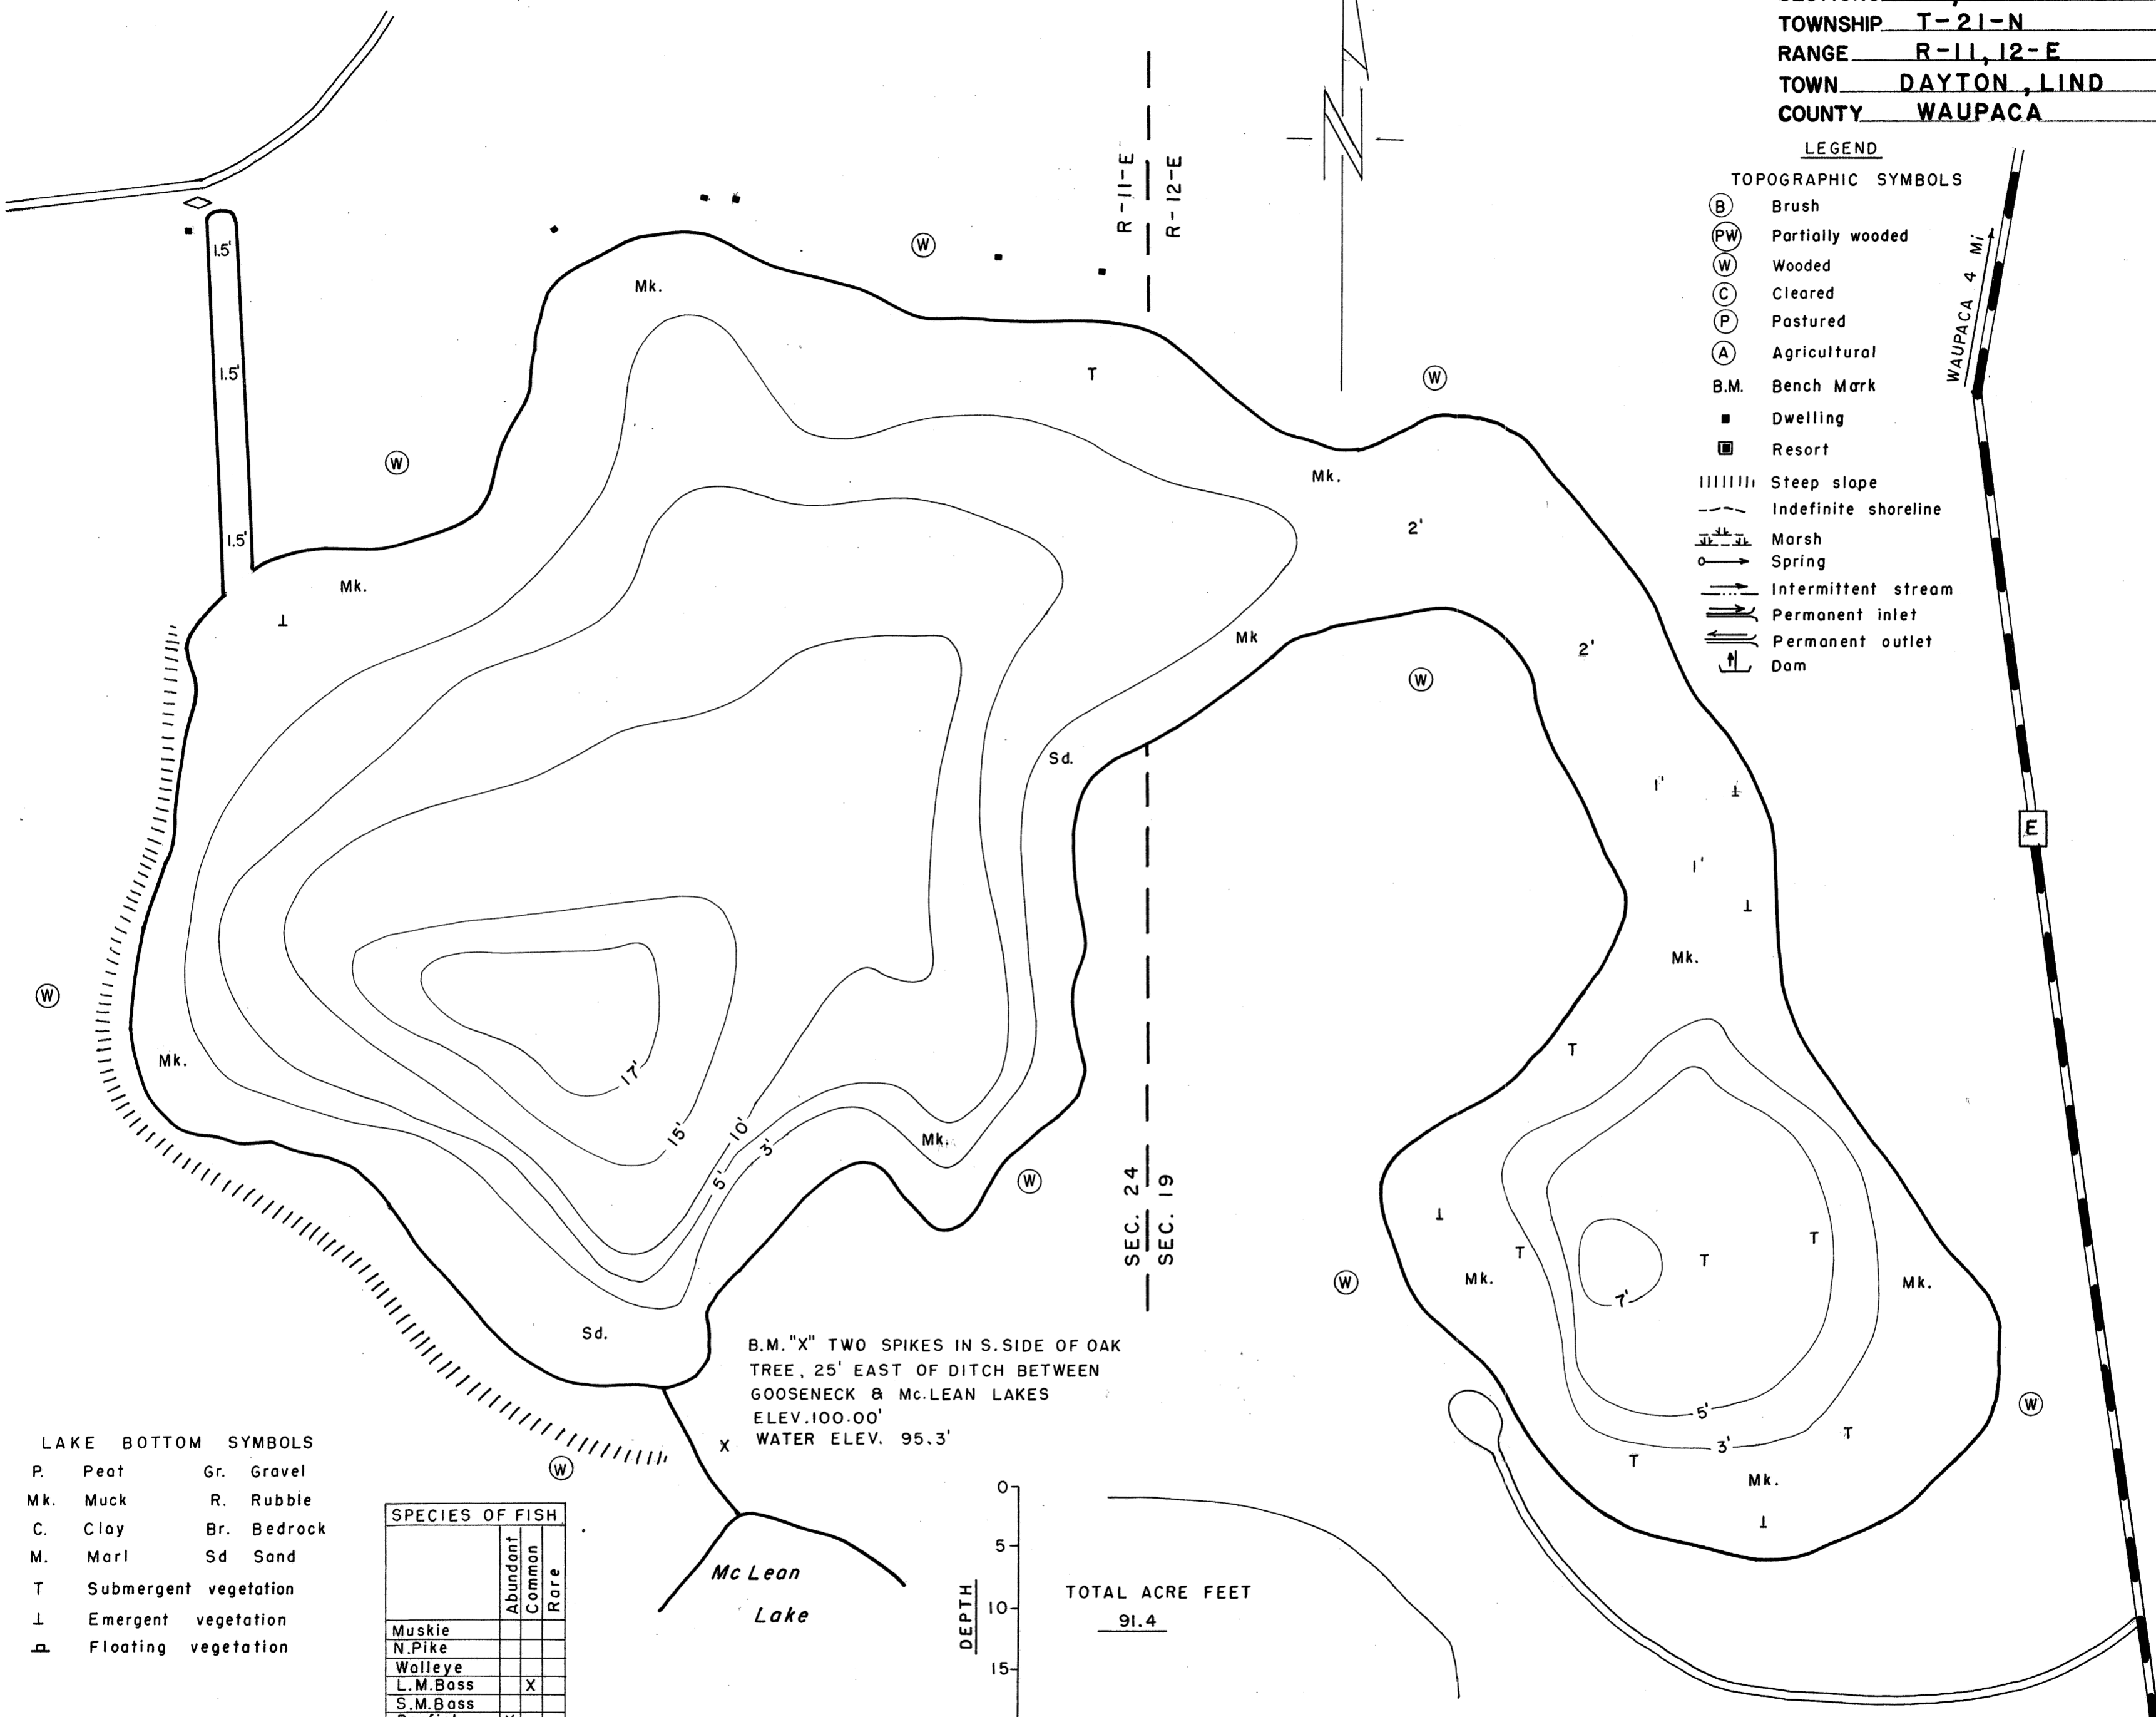 TOWNSHIP T-21-N
RANGE R-11, 12-E
TOWN DAYTON, LIND
COUNTY WAUPACA
LEGEND
TOPOGRAPHIC SYMBOLS
B Brush
PW Partially wooded
W Wooded
C Cleared
P Pastured
A Agricultural
B.M. Bench Mark
Dwelling
Resort
Steep slope
Indefinite shoreline
Marsh
Spring
Intermittent stream
Permanent inlet
Permanent outlet
Dam
WAUPACA 4 Mi
E
N
R-11-E
R-12-E
1.5'
1.5'
1.5'
W
W
W
W
W
W
W
W
W
Mk.
T
Mk.
2'
Mk.
⊥
Mk
2'
Sd.
1'
⊥
1'
⊥
Mk.
Mk.
T
17'
15'
10'
3'
5'
Mk.
SEC. 24
SEC. 19
⊥
T
T
T
Mk.
Mk.
7'
Sd.
5'
3'
T
T
Mk.
⊥
B.M. "X" TWO SPIKES IN S. SIDE OF OAK
TREE, 25' EAST OF DITCH BETWEEN
GOOSENECK & Mc.LEAN LAKES
ELEV. 100.00'
X WATER ELEV. 95.3'
LAKE BOTTOM SYMBOLS
P. Peat Gr. Gravel
Mk. Muck R. Rubble
C. Clay Br. Bedrock
M. Marl Sd Sand
T Submergent vegetation
⊥ Emergent vegetation
Floating vegetation
SPECIES OF FISH
Abundant
Common
Rare
Muskie
N.Pike
Walleye
L.M.Bass X
S.M.Bass
Mc Lean
Lake
DEPTH
0
5
10
15
TOTAL ACRE FEET
91.4